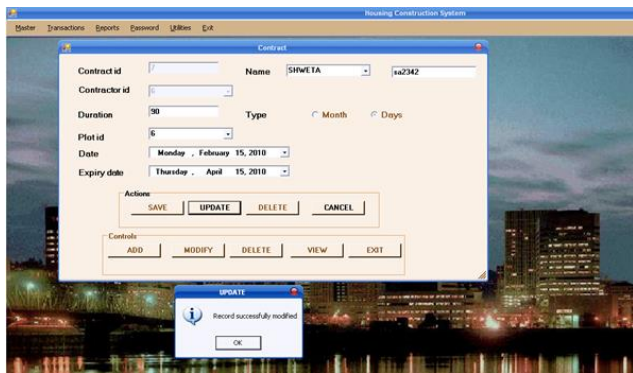 Housing Construction System
Master Transactions Reports Password Utilities Exit
Contract
Contract id 7 Name SHWETA sa2342
Contractor id 6
Duration 90 Type Month Days
Plot id 6
Date Monday , February 15, 2010
Expiry date Thursday , April 15, 2010
Actions
SAVE UPDATE DELETE CANCEL
Controls
ADD MODIFY DELETE VIEW EXIT
UPDATE
Record successfully modified
OK